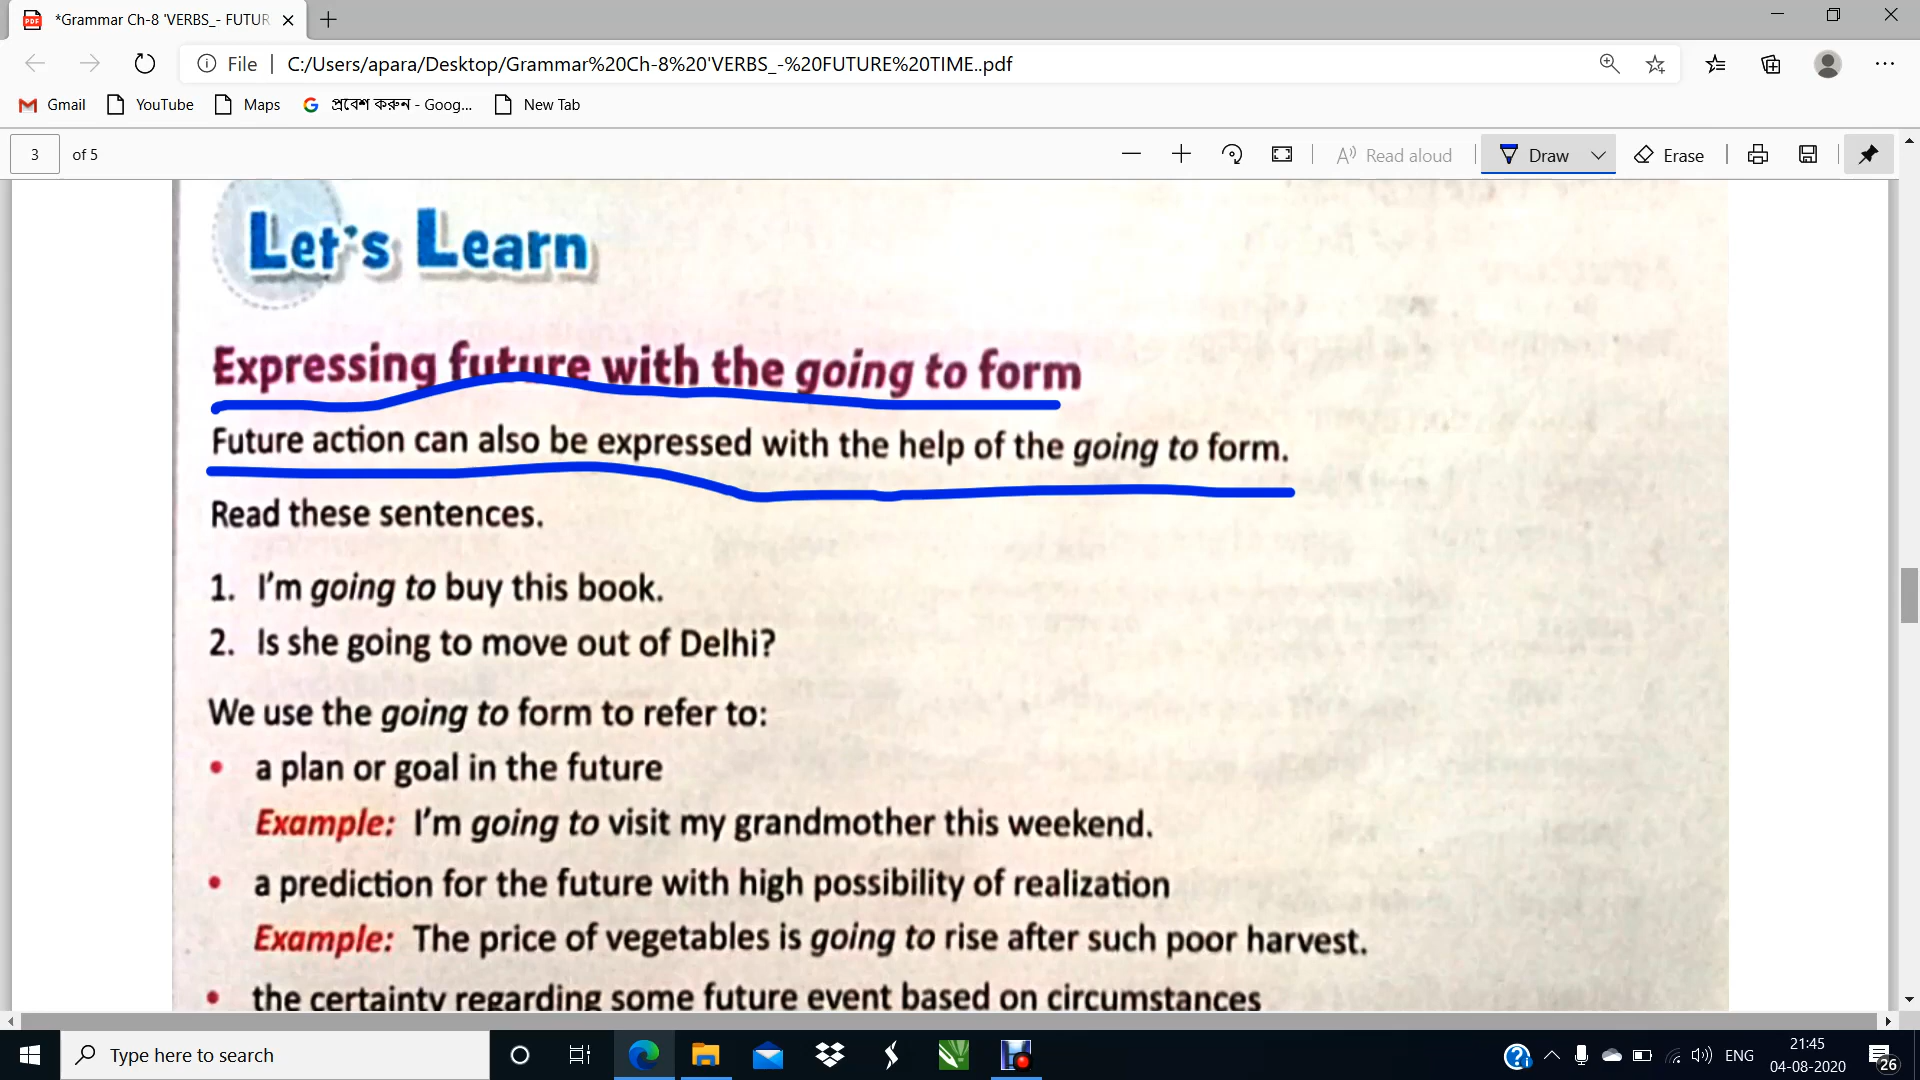 *Grammar Ch-8 'VERBS_- FUTUR
File | C:/Users/apara/Desktop/Grammar%20Ch-8%20'VERBS_-%20FUTURE%20TIME..pdf
Gmail YouTube Maps প্রবেশ করুন - Goog... New Tab
3 of 5 Read aloud Draw Erase
Let's Learn
Expressing future with the going to form
Future action can also be expressed with the help of the going to form.
Read these sentences.
1. I'm going to buy this book.
2. Is she going to move out of Delhi?
We use the going to form to refer to:
• a plan or goal in the future
Example: I'm going to visit my grandmother this weekend.
• a prediction for the future with high possibility of realization
Example: The price of vegetables is going to rise after such poor harvest.
• the certainty regarding some future event based on circumstances
Type here to search
ENG
21:45
04-08-2020
26